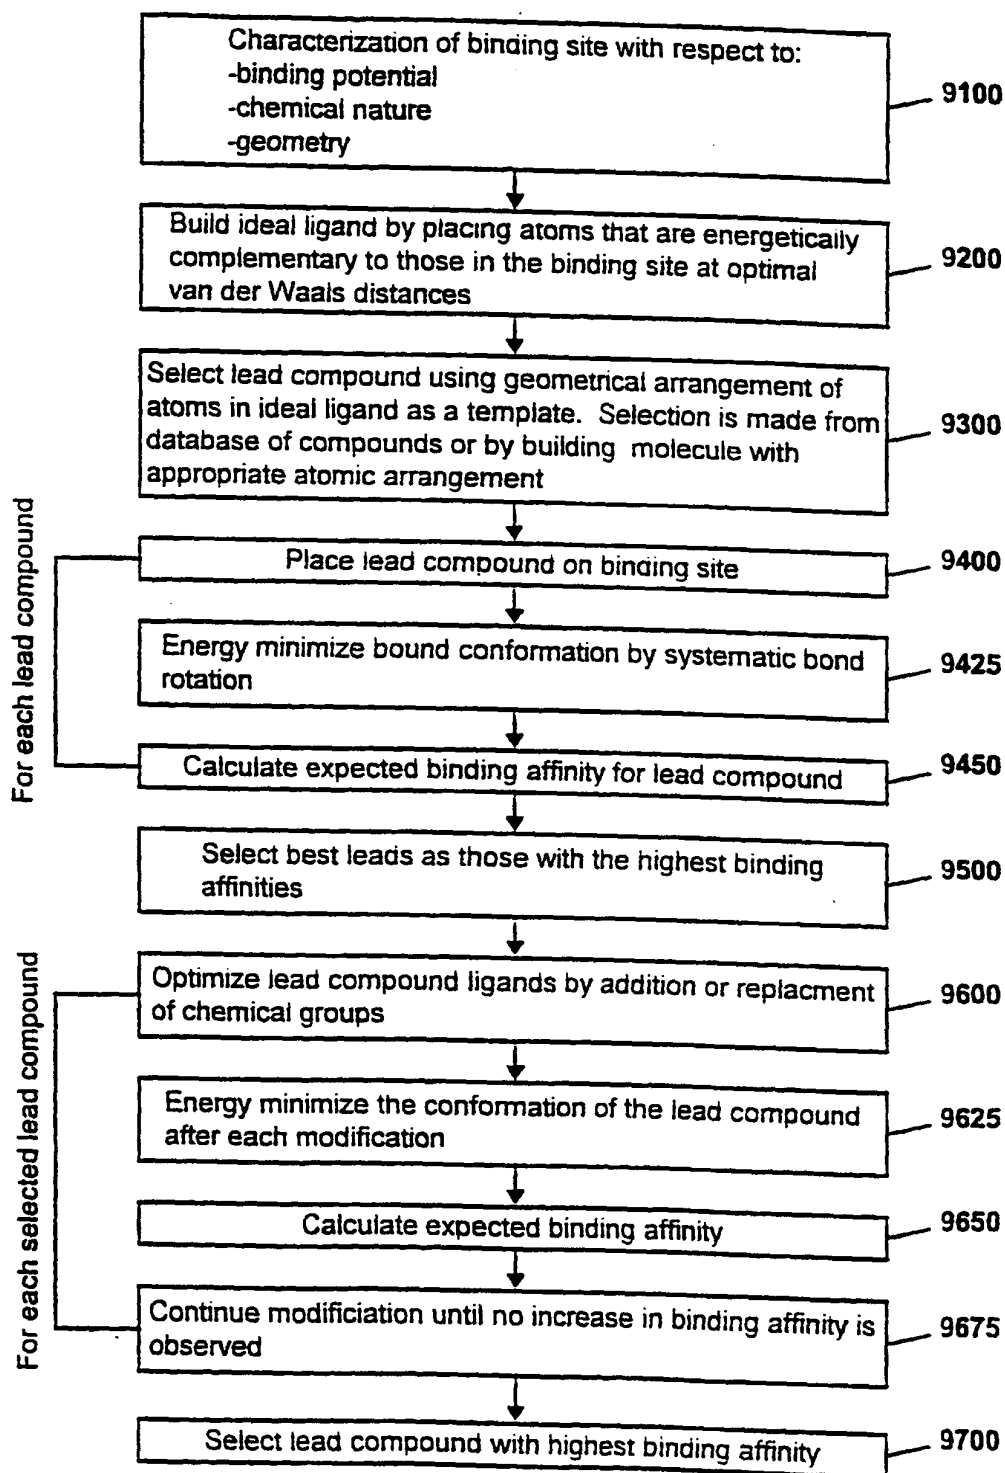 Characterization of binding site with respect to:
-binding potential
-chemical nature
-geometry
9100
Build ideal ligand by placing atoms that are energetically
complementary to those in the binding site at optimal
van der Waals distances
9200
Select lead compound using geometrical arrangement of
atoms in ideal ligand as a template. Selection is made from
database of compounds or by building molecule with
appropriate atomic arrangement
9300
For each lead compound
Place lead compound on binding site
9400
Energy minimize bound conformation by systematic bond
rotation
9425
Calculate expected binding affinity for lead compound
9450
Select best leads as those with the highest binding
affinities
9500
For each selected lead compound
Optimize lead compound ligands by addition or replacment
of chemical groups
9600
Energy minimize the conformation of the lead compound
after each modification
9625
Calculate expected binding affinity
9650
Continue modificiation until no increase in binding affinity is
observed
9675
Select lead compound with highest binding affinity
9700